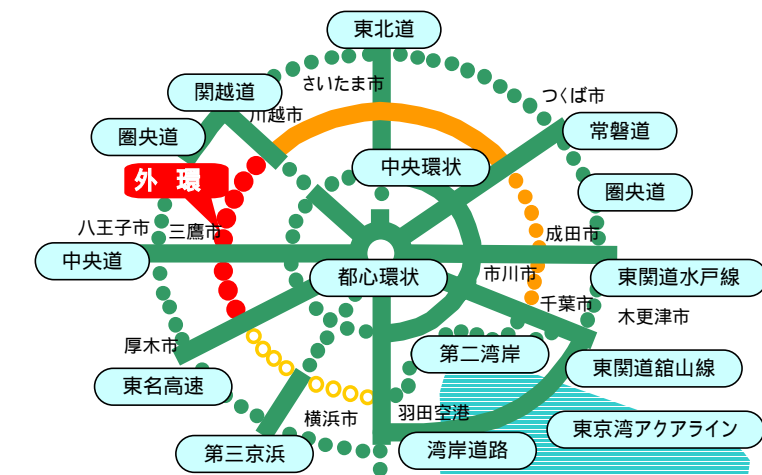 東北道
さいたま市
関越道
川越市
つくば市
常磐道
圏央道
中央環状
外 環
圏央道
八王子市
三鷹市
成田市
中央道
都心環状
市川市
東関道水戸線
千葉市
木更津市
厚木市
第二湾岸
東関道舘山線
東名高速
横浜市
羽田空港
東京湾アクアライン
第三京浜
湾岸道路